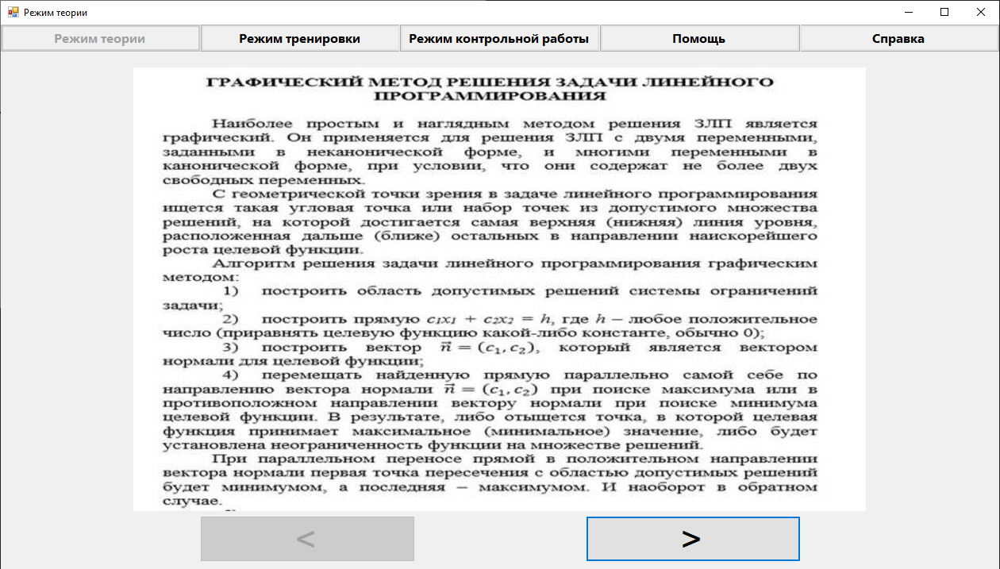 Режим теории
Режим теории Режим тренировки Режим контрольной работы Помощь Справка
ГРАФИЧЕСКИЙ МЕТОД РЕШЕНИЯ ЗАДАЧИ ЛИНЕЙНОГО
ПРОГРАММИРОВАНИЯ
Наиболее простым и наглядным методом решения ЗЛП является
графический. Он применяется для решения ЗЛП с двумя переменными,
заданными в неканонической форме, и многими переменными в
канонической форме, при условии, что они содержат не более двух
свободных переменных.
С геометрической точки зрения в задаче линейного программирования
ищется такая угловая точка или набор точек из допустимого множества
решений, на которой достигается самая верхняя (нижняя) линия уровня,
расположенная дальше (ближе) остальных в направлении наискорейшего
роста целевой функции.
Алгоритм решения задачи линейного программирования графическим
методом:
1) построить область допустимых решений системы ограничений
задачи;
2) построить прямую c₁x₁ + c₂x₂ = h, где h – любое положительное
число (приравнять целевую функцию какой-либо константе, обычно 0);
3) построить вектор n⃗ = (c₁, c₂), который является вектором
нормали для целевой функции;
4) перемещать найденную прямую параллельно самой себе по
направлению вектора нормали n⃗ = (c₁, c₂) при поиске максимума или в
противоположном направлении вектору нормали при поиске минимума
целевой функции. В результате, либо отыщется точка, в которой целевая
функция принимает максимальное (минимальное) значение, либо будет
установлена неограниченность функции на множестве решений.
При параллельном переносе прямой в положительном направлении
вектора нормали первая точка пересечения с областью допустимых решений
будет минимумом, а последняя – максимумом. И наоборот в обратном
случае.
< >